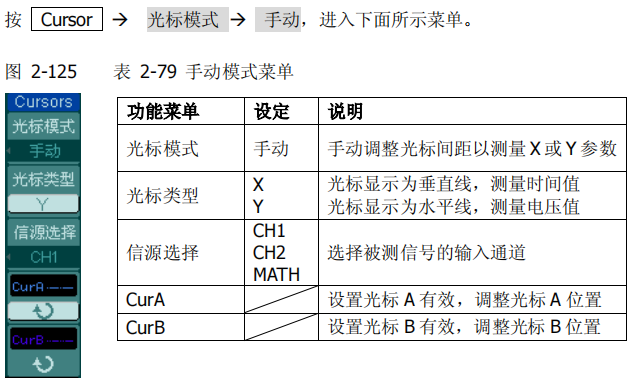 按 Cursor → 光标模式 → 手动，进入下面所示菜单。
图 2-125 表 2-79 手动模式菜单
Cursors
光标模式
手动
光标类型
Y
信源选择
CH1
CurA
CurB
功能菜单 设定 说明
光标模式 手动 手动调整光标间距以测量 X 或 Y 参数
光标类型
X 光标显示为垂直线，测量时间值
Y 光标显示为水平线，测量电压值
信源选择
CH1
CH2
MATH
选择被测信号的输入通道
CurA 设置光标 A 有效，调整光标 A 位置
CurB 设置光标 B 有效，调整光标 B 位置